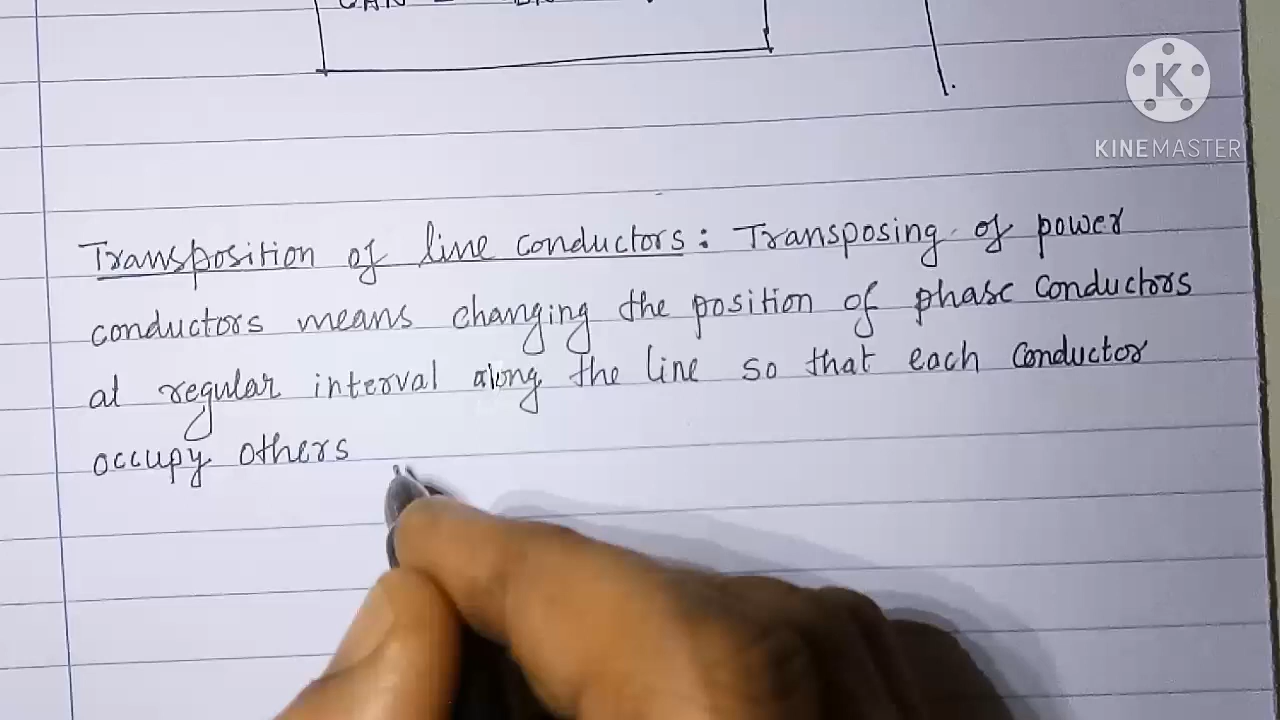 K
KINEMASTER
Transposition of line conductors : Transposing of power
conductors means changing the position of phase conductors
at regular interval along the line so that each conductor
occupy others